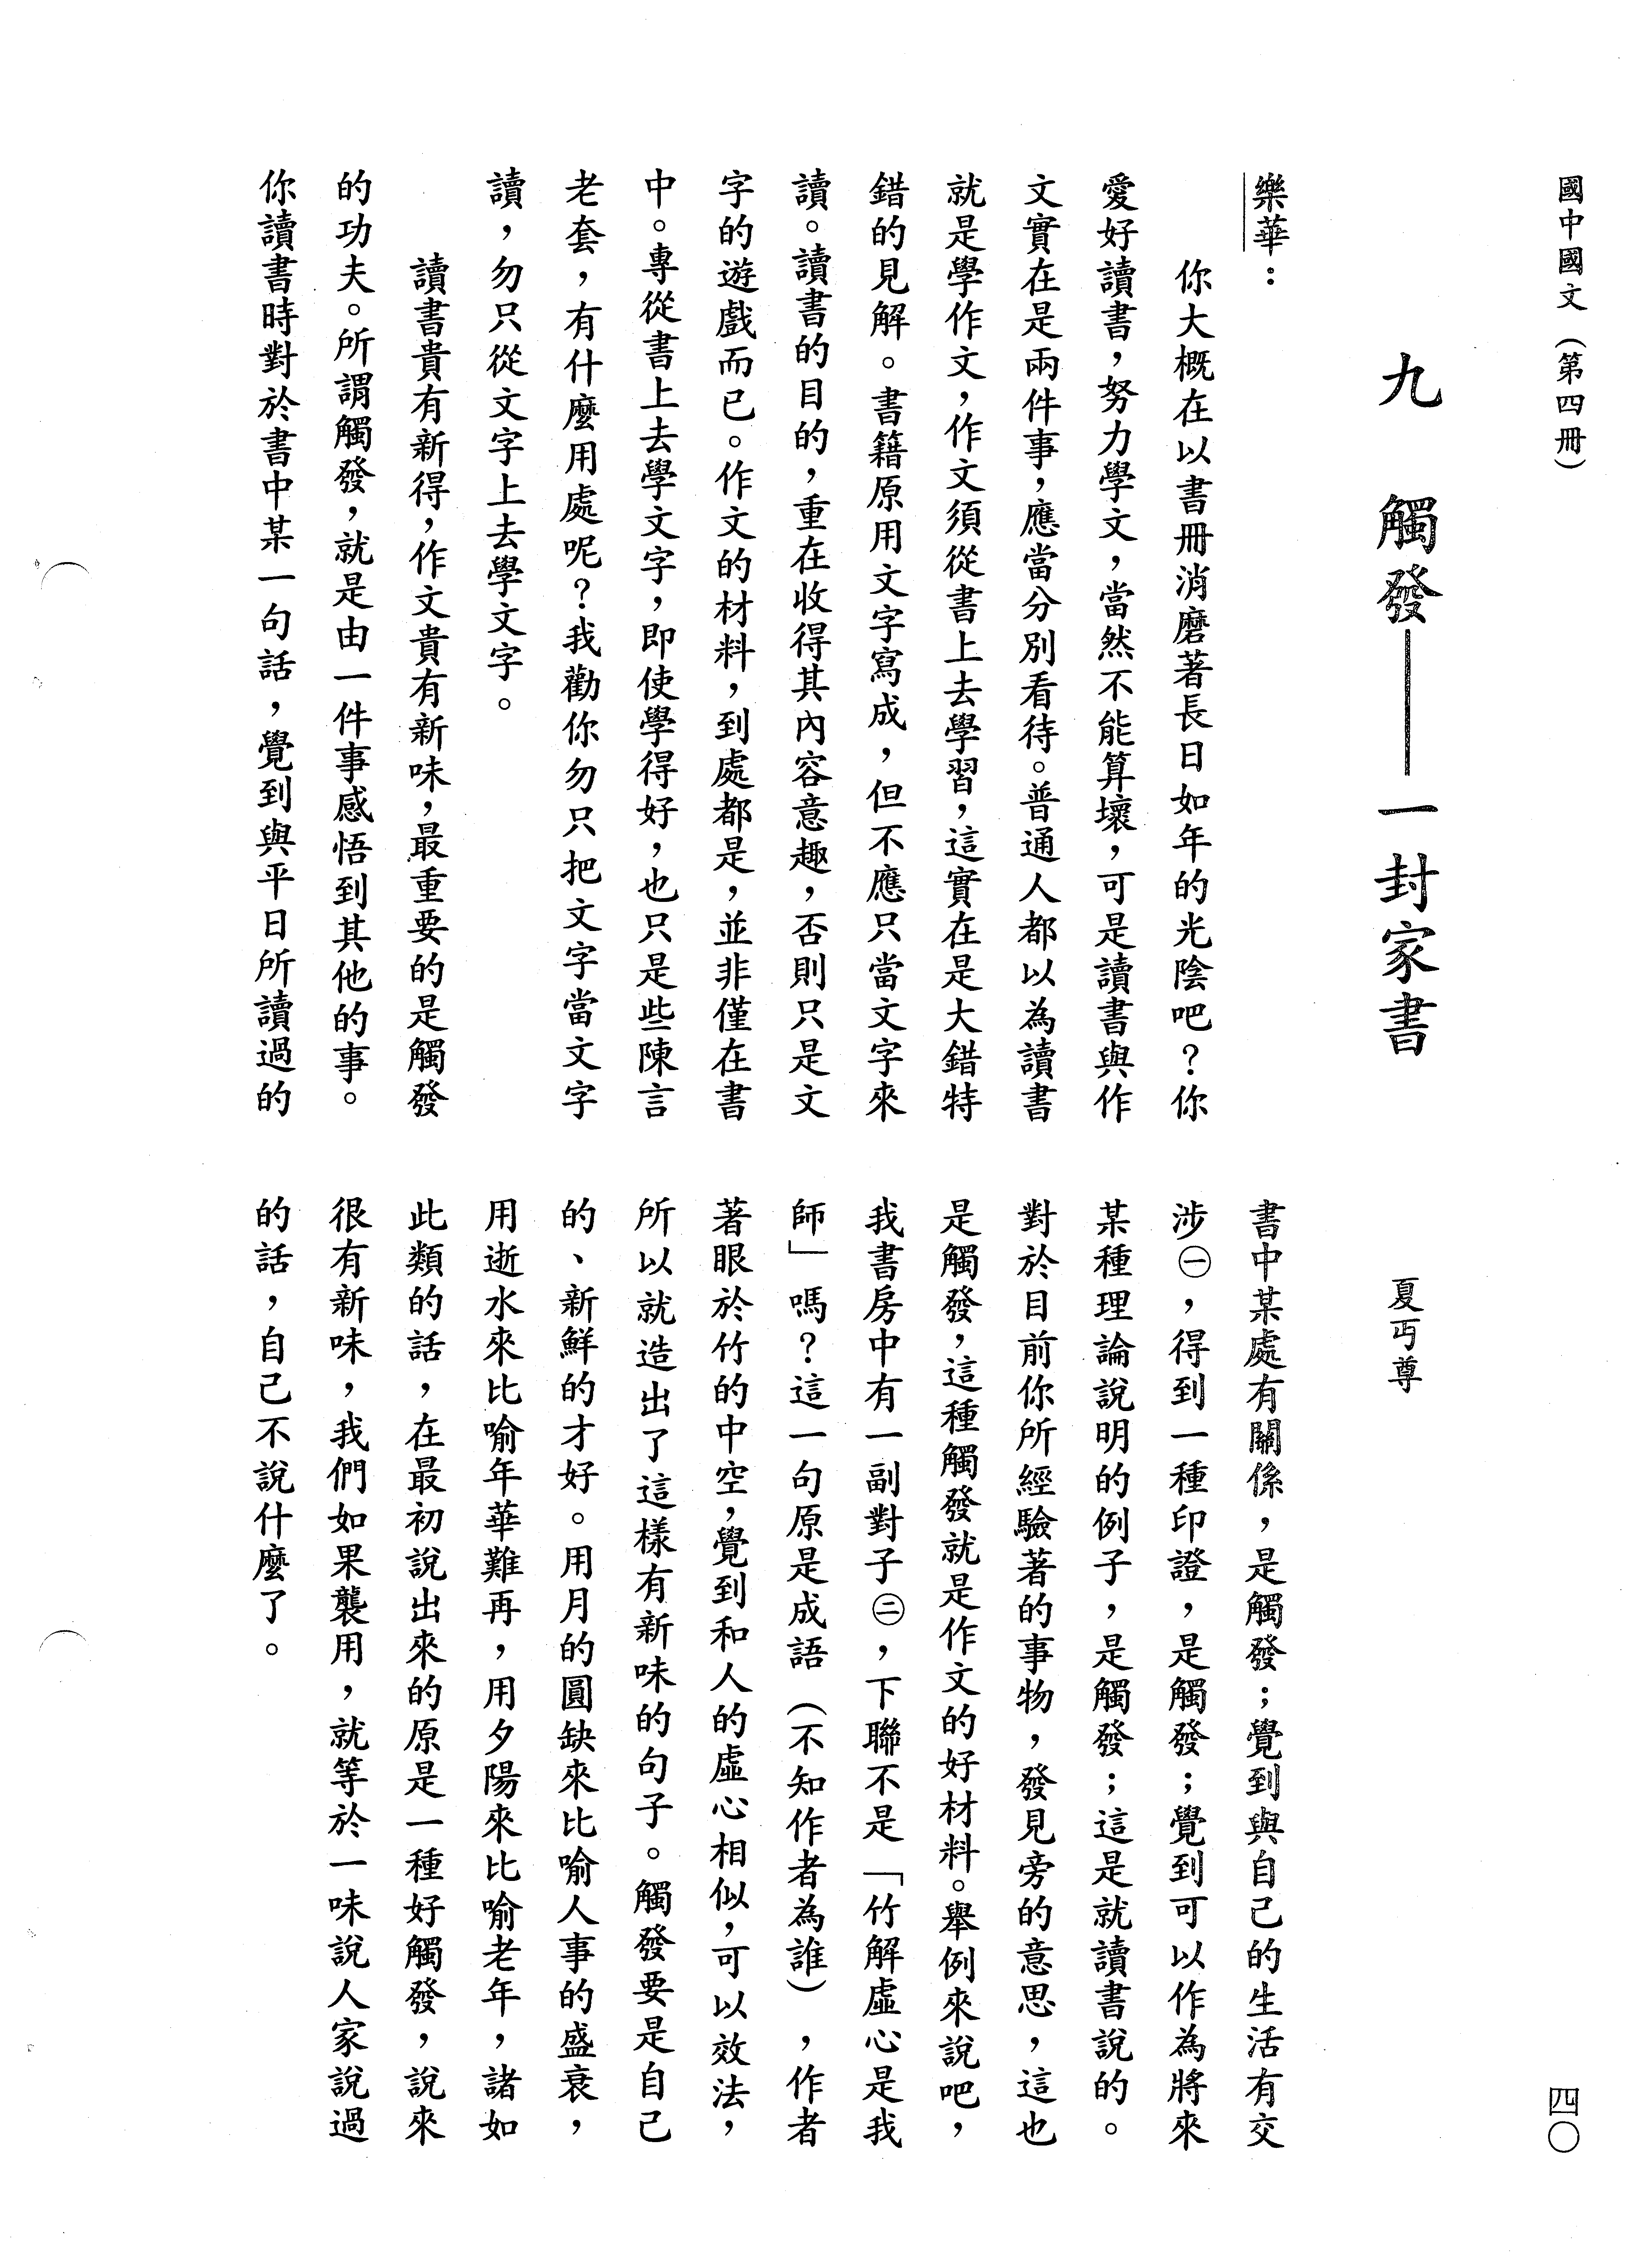 國中國文（第四冊）
四〇
九　觸發——一封家書
夏丏尊
樂華：
你大概在以書冊消磨著長日如年的光陰吧？你
愛好讀書，努力學文，當然不能算壞，可是讀書與作
文實在是兩件事，應當分別看待。普通人都以為讀書
就是學作文，作文須從書上去學習，這實在是大錯特
錯的見解。書籍原用文字寫成，但不應只當文字來
讀。讀書的目的，重在收得其內容意趣，否則只是文
字的遊戲而已。作文的材料，到處都是，並非僅在書
中。專從書上去學文字，即使學得好，也只是些陳言
老套，有什麼用處呢？我勸你勿只把文字當文字
讀，勿只從文字上去學文字。
讀書貴有新得，作文貴有新味，最重要的是觸發
的功夫。所謂觸發，就是由一件事感悟到其他的事。
你讀書時對於書中某一句話，覺到與平日所讀過的
書中某處有關係，是觸發；覺到與自己的生活有交
涉㊀，得到一種印證，是觸發；覺到可以作為將來
某種理論說明的例子，是觸發；這是就讀書說的。
對於目前你所經驗著的事物，發見旁的意思，這也
是觸發，這種觸發就是作文的好材料。舉例來說吧，
我書房中有一副對子㊁，下聯不是「竹解虛心是我
師」嗎？這一句原是成語（不知作者為誰），作者
著眼於竹的中空，覺到和人的虛心相似，可以效法，
所以就造出了這樣有新味的句子。觸發要是自己
的、新鮮的才好。用月的圓缺來比喻人事的盛衰，
用逝水來比喻年華難再，用夕陽來比喻老年，諸如
此類的話，在最初說出來的原是一種好觸發，說來
很有新味，我們如果襲用，就等於一味說人家說過
的話，自己不說什麼了。